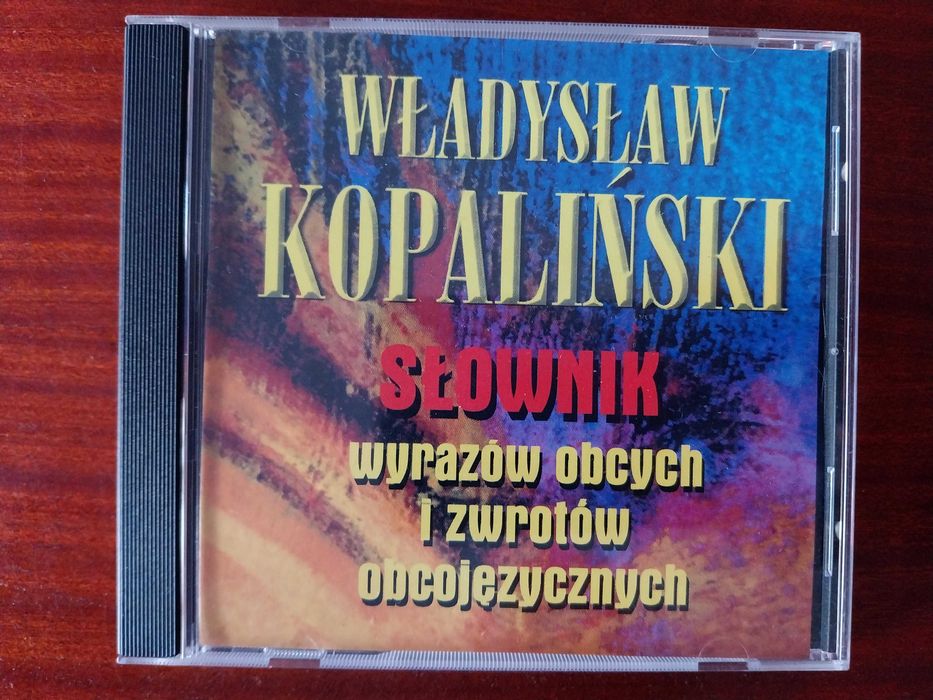 WŁADYSŁAW
KOPALIŃSKI
SŁOWNIK
wyrazów obcych
i zwrotów
obcojęzycznych